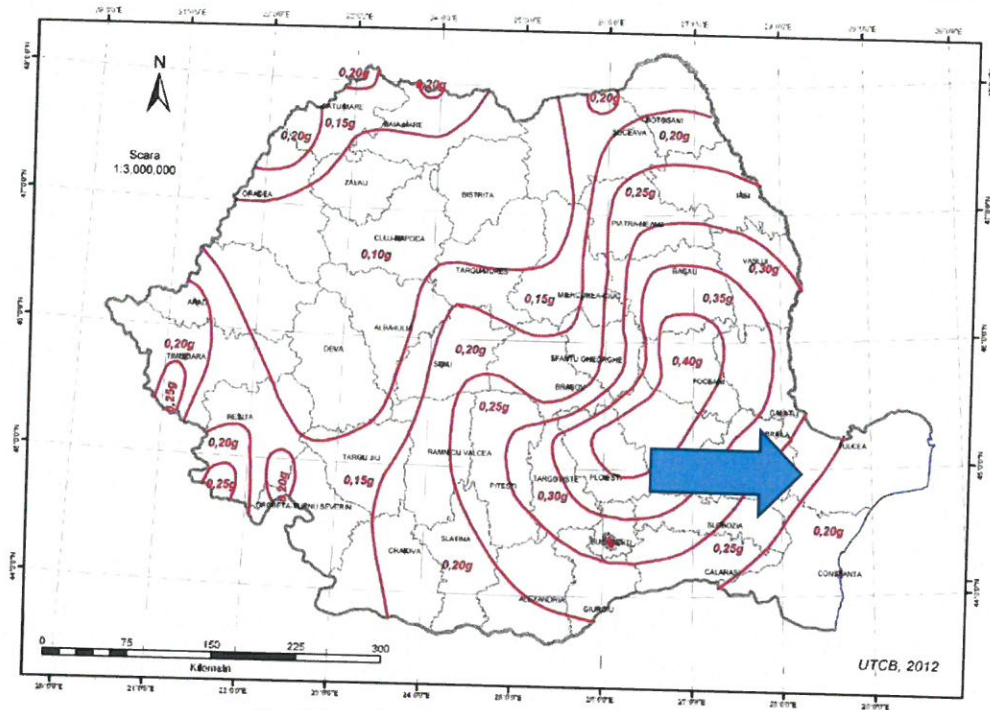 N
Scara
1:3.000,000
0,20g
0,20g
0,20g
SATU MARE
0,15g
BAIA MARE
0,20g
SUCEAVA
BOTOSANI
0,20g
ORADEA
ZALAU
BISTRITA
0,25g
IASI
PIATRA-NEAMT
CLUJ-NAPOCA
0,10g
TARGU-MURES
BACAU
VASLUI
0,30g
0,15g
MIERCUREA-CIUC
0,35g
ARAD
ALBA IULIA
0,20g
TIMISOARA
DEVA
SIBIU
0,20g
SFANTU GHEORGHE
0,40g
BRASOV
FOCSANI
0,25g
0,25g
GALATI
RESITA
BRAILA
TULCEA
0,20g
TARGU JIU
RAMNICU VALCEA
0,25g
0,20g
0,15g
PITESTI
TARGOVISTE
PLOIESTI
0,30g
DROBETA-TURNU SEVERIN
SLOBOZIA
0,20g
BUCURESTI
0,25g
CRAIOVA
SLATINA
0,20g
CALARASI
CONSTANTA
ALEXANDRIA
GIURGIU
0 75 150 225 300
Kilometri
UTCB, 2012